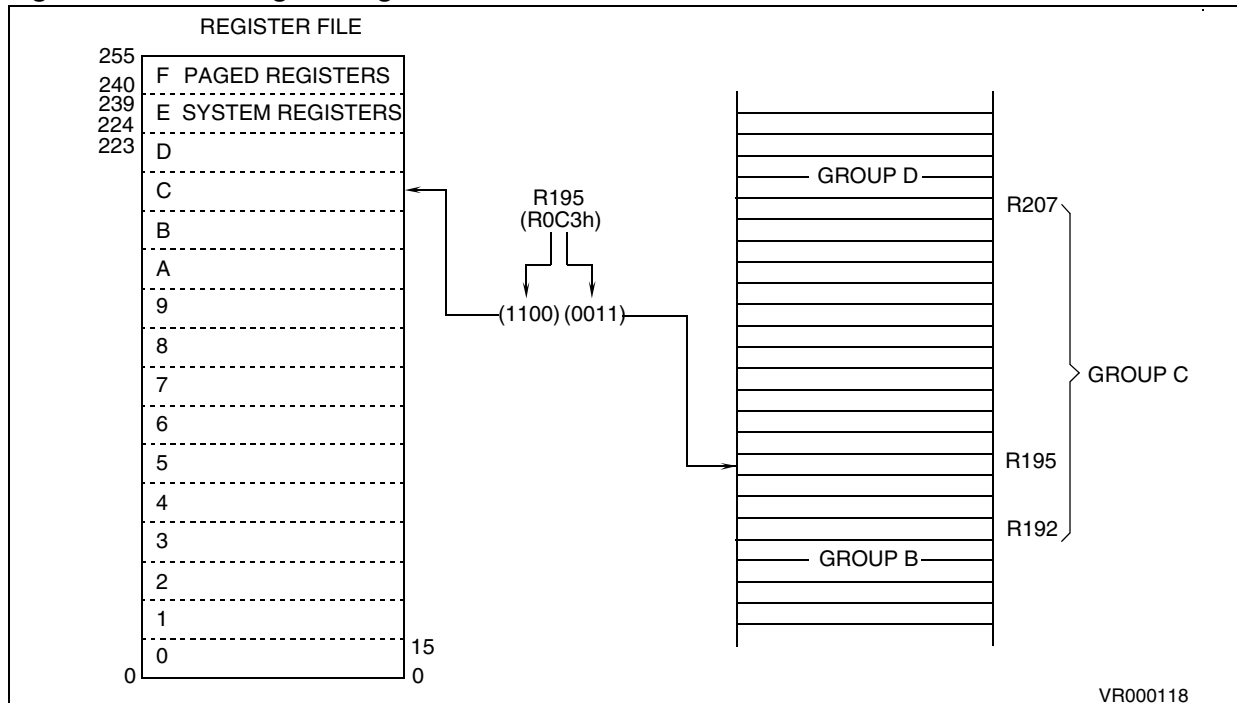 REGISTER FILE
255
F PAGED REGISTERS
240
239
E SYSTEM REGISTERS
224
223
D
C
B
A
9
8
7
6
5
4
3
2
1
0
15
0
0
R195
(R0C3h)
(1100) (0011)
GROUP D
R207
GROUP C
R195
R192
GROUP B
VR000118